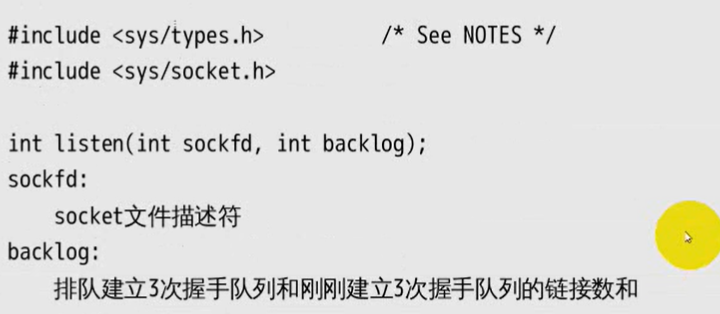 #include <sys/types.h>          /* See NOTES */
#include <sys/socket.h>
int listen(int sockfd, int backlog);
sockfd:
    socket文件描述符
backlog:
    排队建立3次握手队列和刚刚建立3次握手队列的链接数和